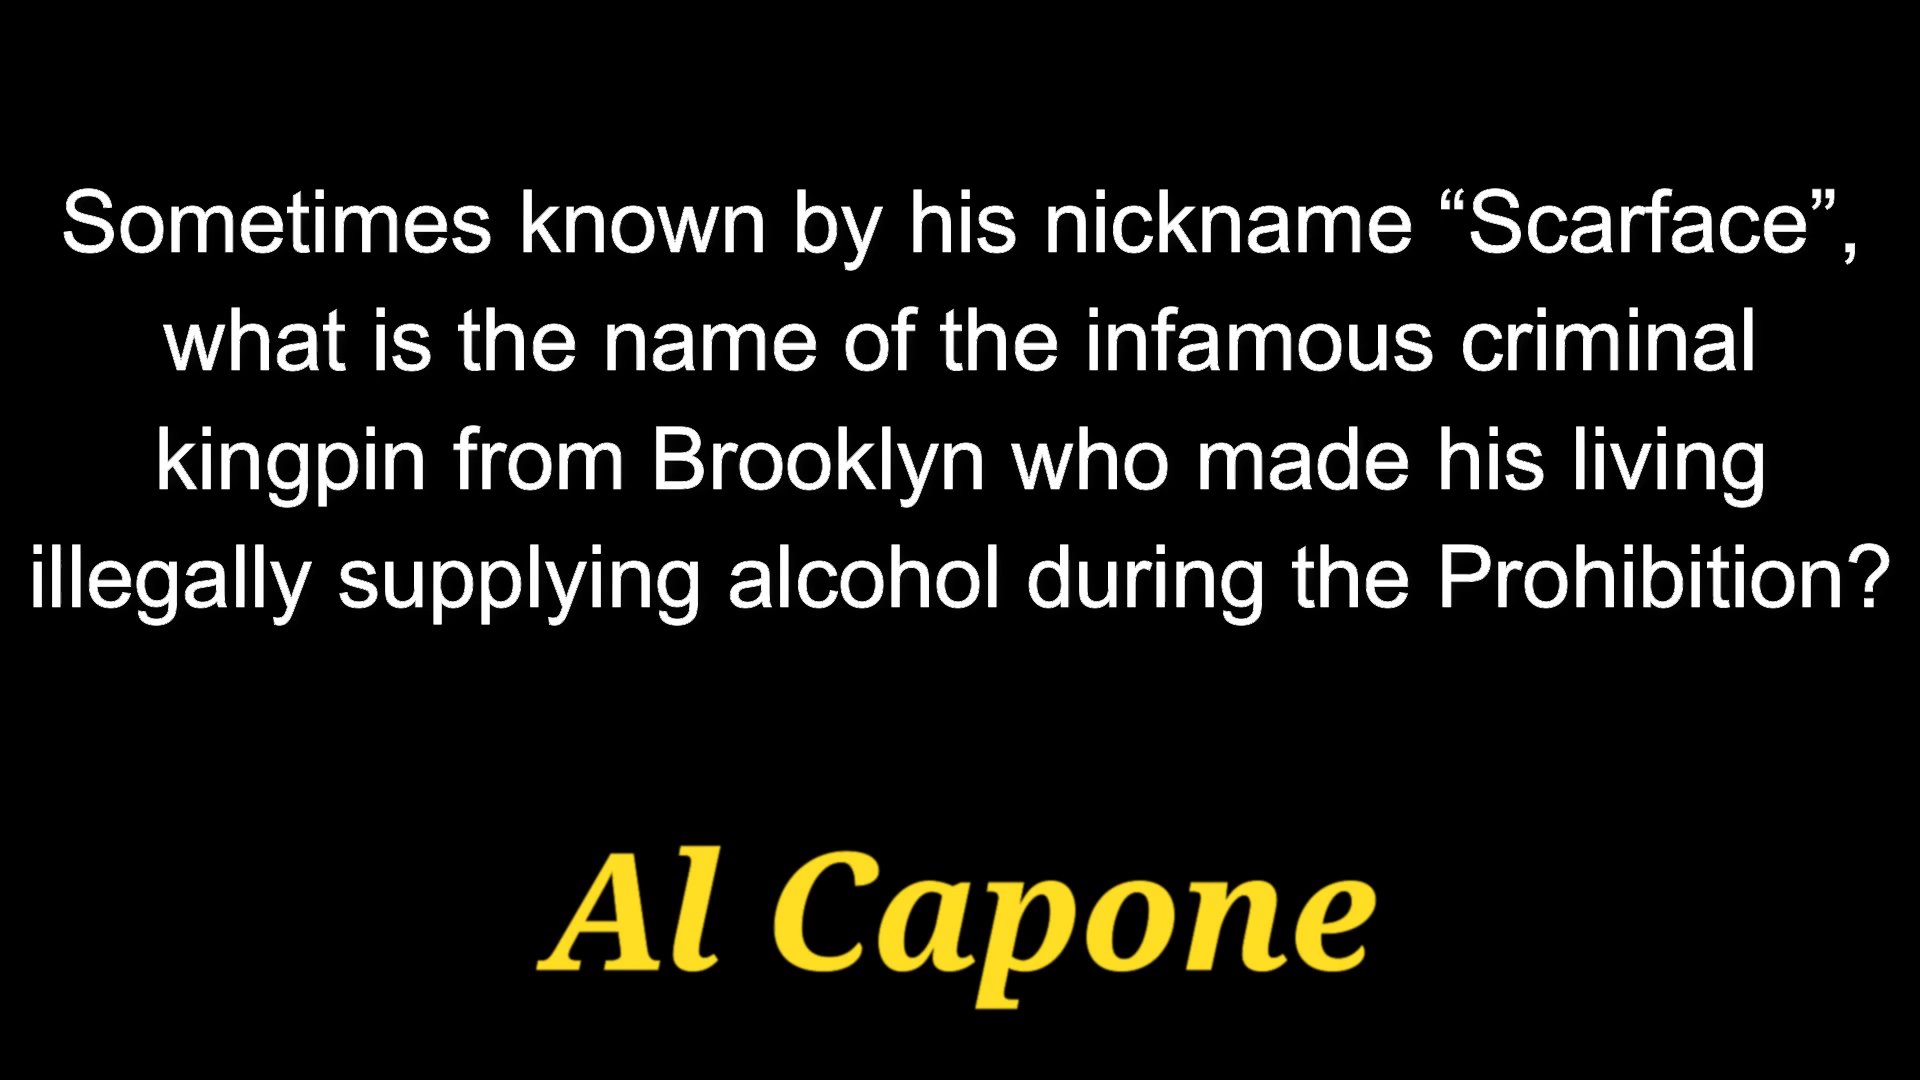 Sometimes known by his nickname “Scarface”,
what is the name of the infamous criminal
kingpin from Brooklyn who made his living
illegally supplying alcohol during the Prohibition?
Al Capone